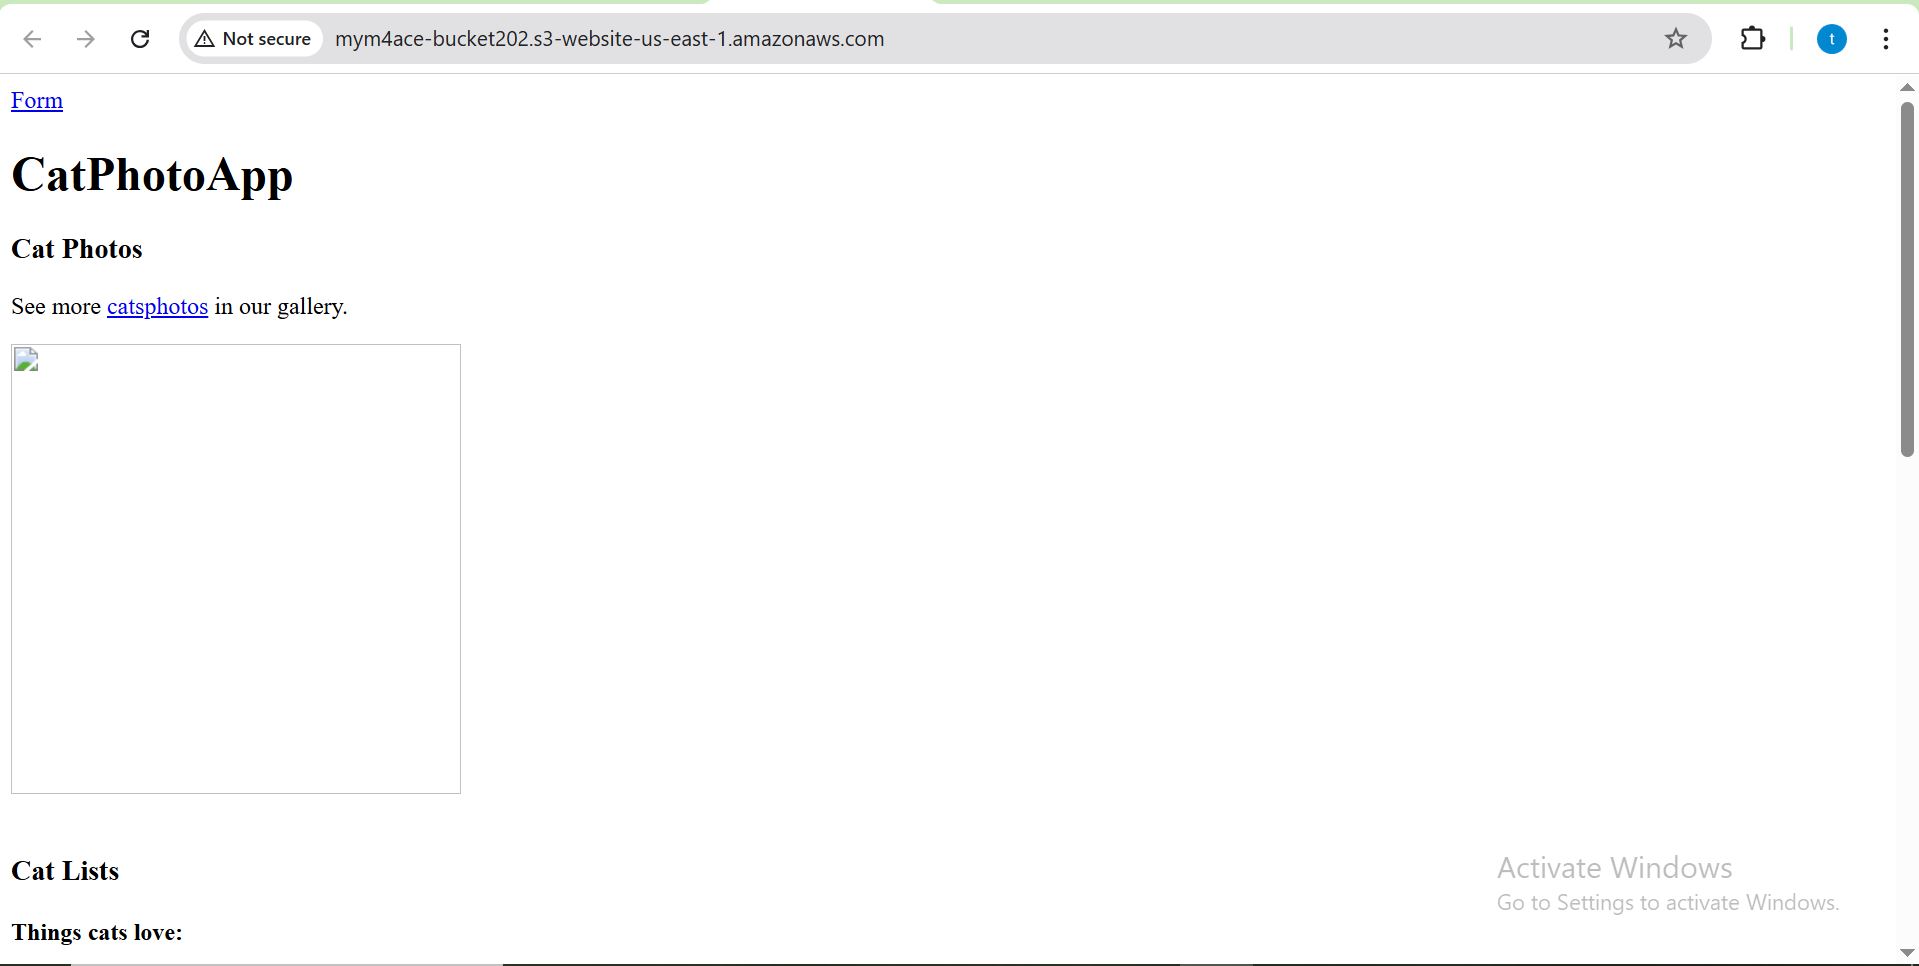 Not secure mym4ace-bucket202.s3-website-us-east-1.amazonaws.com t
Form
CatPhotoApp
Cat Photos
See more catsphotos in our gallery.
Cat Lists
Things cats love:
Activate Windows
Go to Settings to activate Windows.